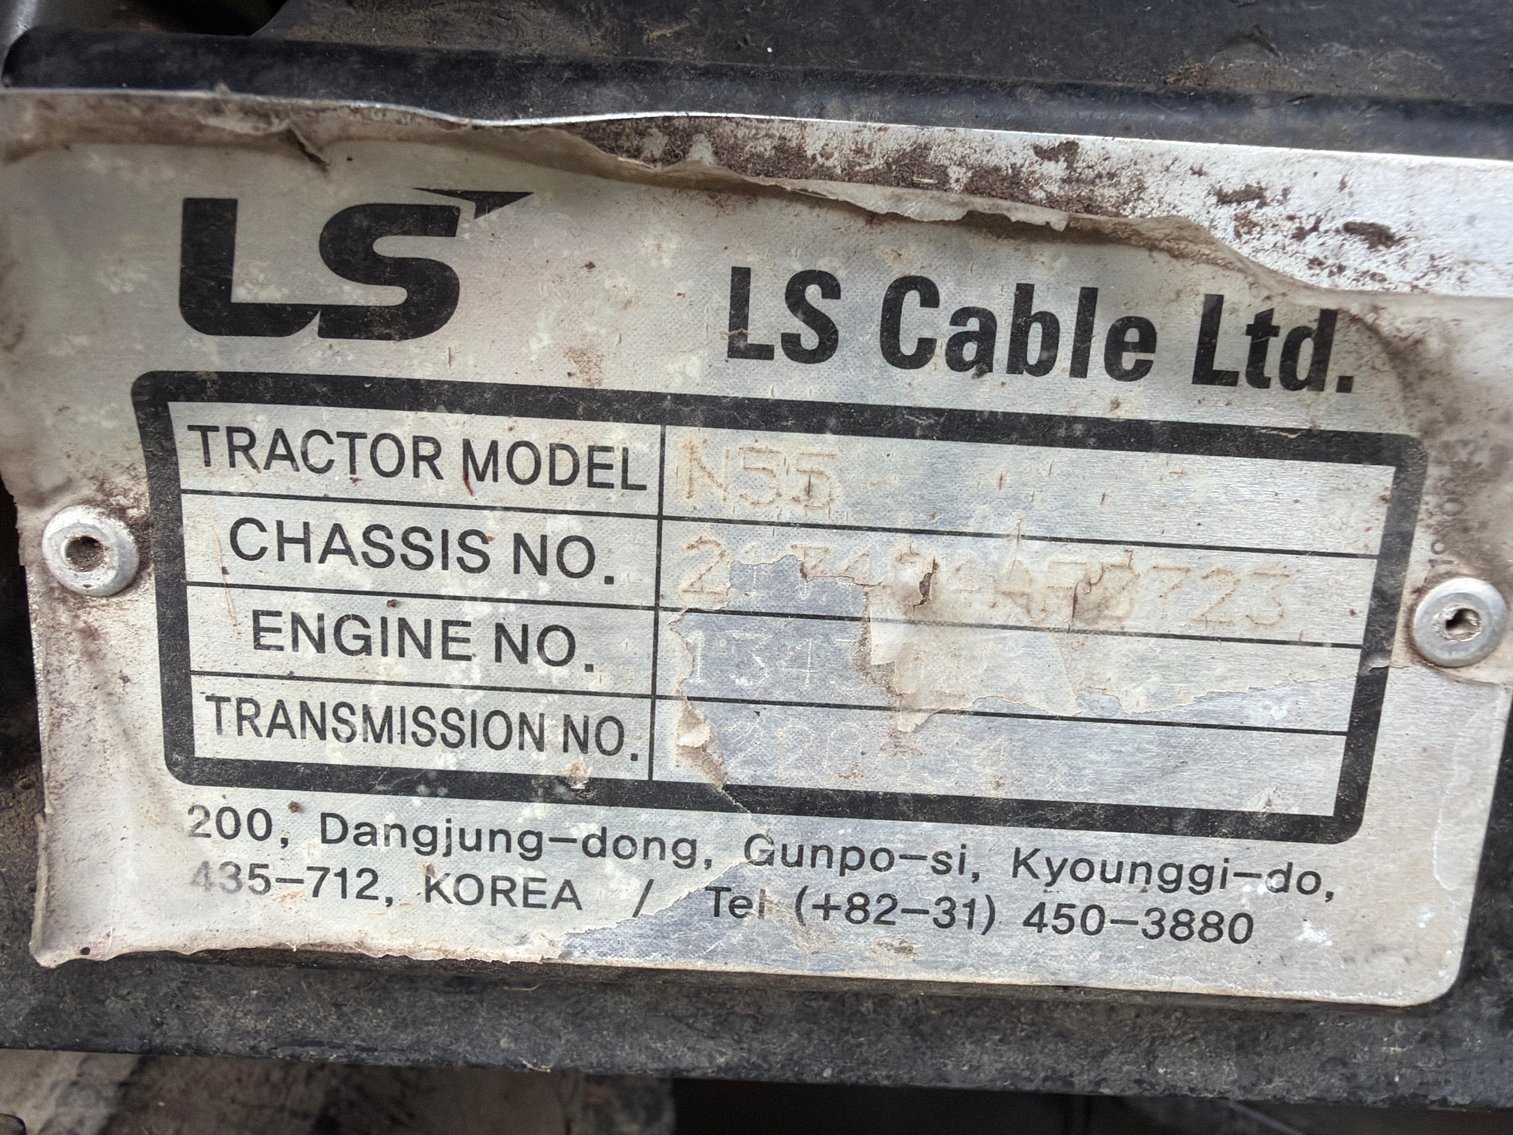 LS
LS Cable Ltd.
TRACTOR MODEL N55
CHASSIS NO.
ENGINE NO.
TRANSMISSION NO.
200, Dangjung-dong, Gunpo-si, Kyounggi-do,
435-712, KOREA / Tel (+82-31) 450-3880